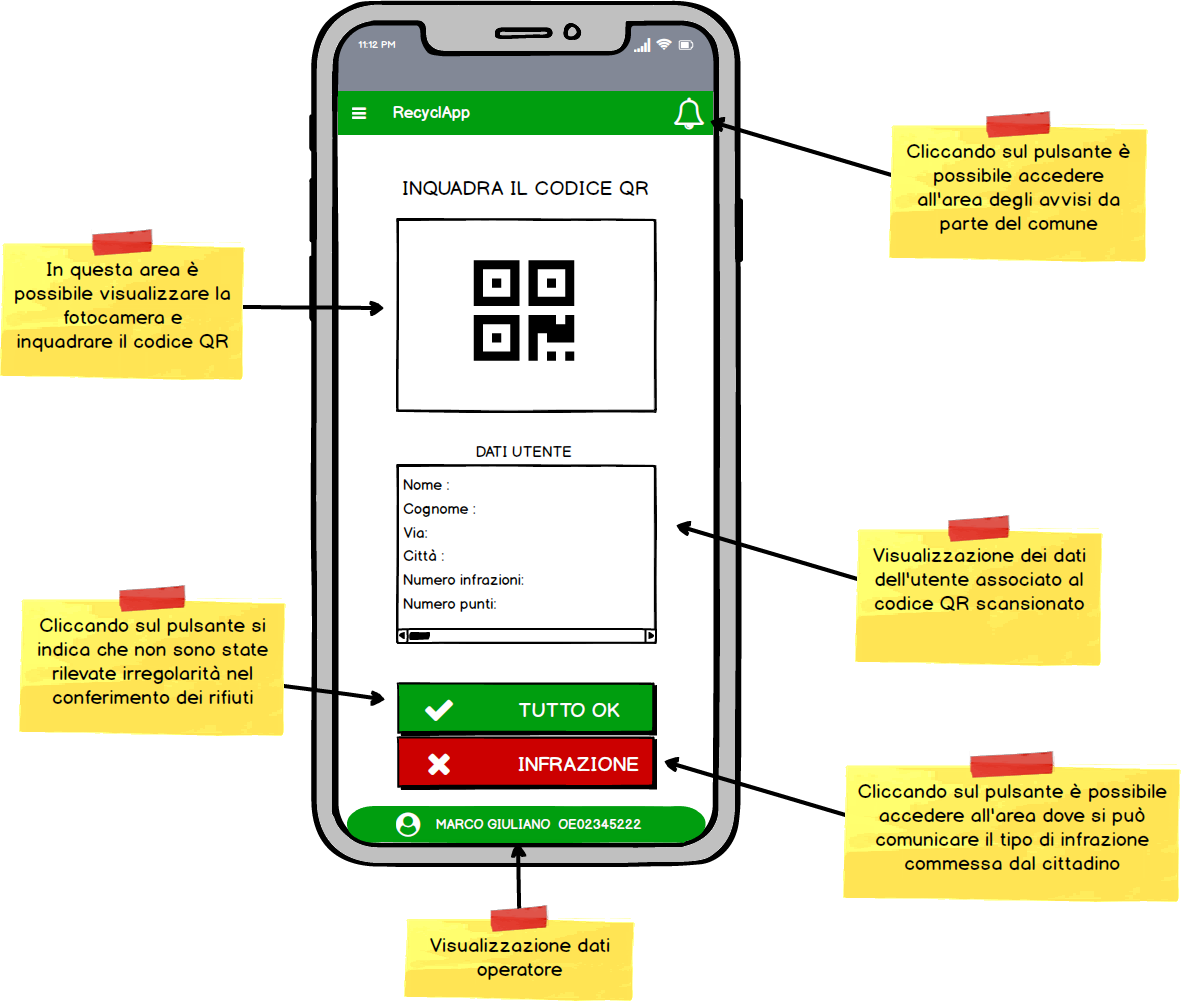 11:12 PM
RecyclApp
Cliccando sul pulsante è
possibile accedere
all'area degli avvisi da
parte del comune
INQUADRA IL CODICE QR
In questa area è
possibile visualizzare la
fotocamera e
inquadrare il codice QR
DATI UTENTE
Nome :
Cognome :
Via:
Città :
Numero infrazioni:
Numero punti:
Visualizzazione dei dati
dell'utente associato al
codice QR scansionato
Cliccando sul pulsante si
indica che non sono state
rilevate irregolarità nel
conferimento dei rifiuti
TUTTO OK
INFRAZIONE
Cliccando sul pulsante è possibile
accedere all'area dove si può
comunicare il tipo di infrazione
commessa dal cittadino
MARCO GIULIANO OE02345222
Visualizzazione dati
operatore